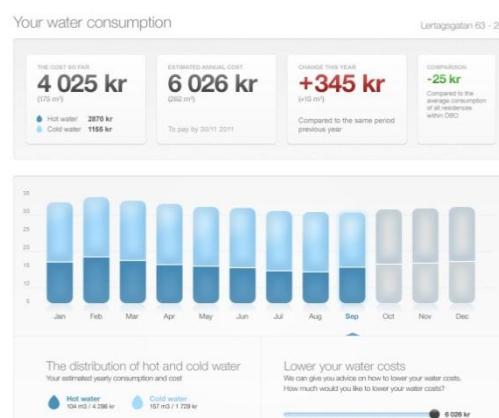 Your water consumption
Lertagsgatan 63 - 2
THE COST SO FAR
4 025 kr
(175 m³)
Hot water 2870 kr
Cold water 1155 kr
ESTIMATED ANNUAL COST
6 026 kr
(262 m³)
To pay by 30/11 2011
CHANGE THIS YEAR
+345 kr
(+15 m³)
Compared to the same period
previous year
COMPARISON
-25 kr
Compared to the
average consumption
of all residences
within DBO
35
30
25
20
15
10
5
Jan Feb Mar Apr May Jun Jul Aug Sep Oct Nov Dec
The distribution of hot and cold water
Your estimated yearly consumption and cost
Hot water
104 m3 / 4 296 kr
Cold water
157 m3 / 1 729 kr
Lower your water costs
We can give you advice on how to lower your water costs.
How much would you like to lower your water costs?
6 026 kr